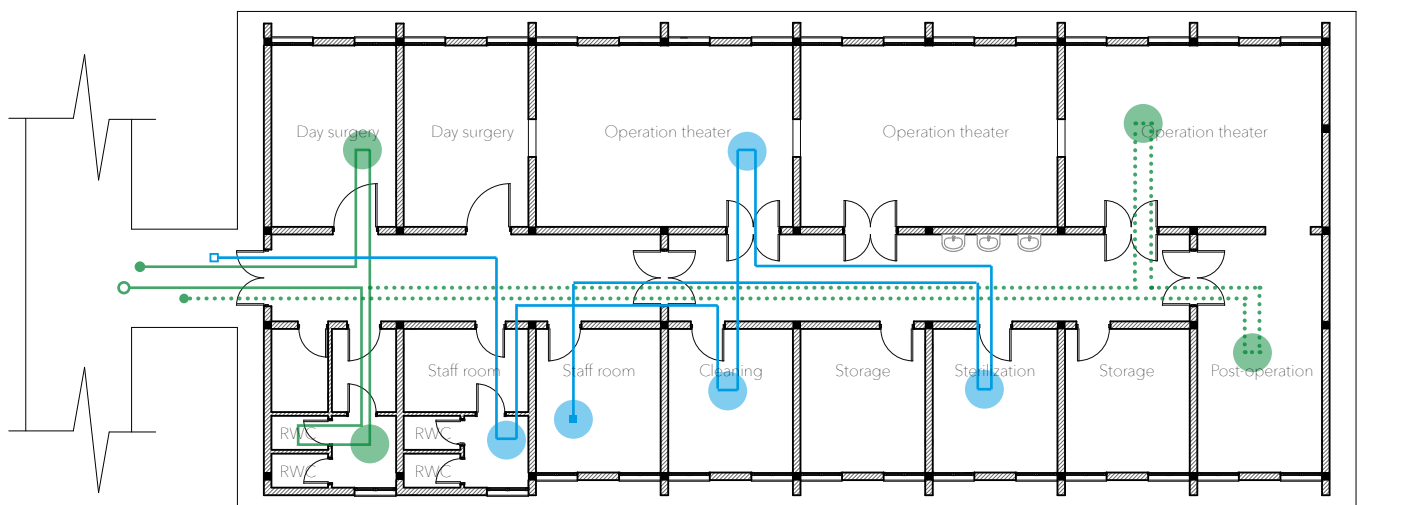 Day surgery
Day surgery
Operation theater
Operation theater
Operation theater
Staff room
Staff room
Cleaning
Storage
Sterilization
Storage
Post-operation
RWC
RWC
RWC
RWC